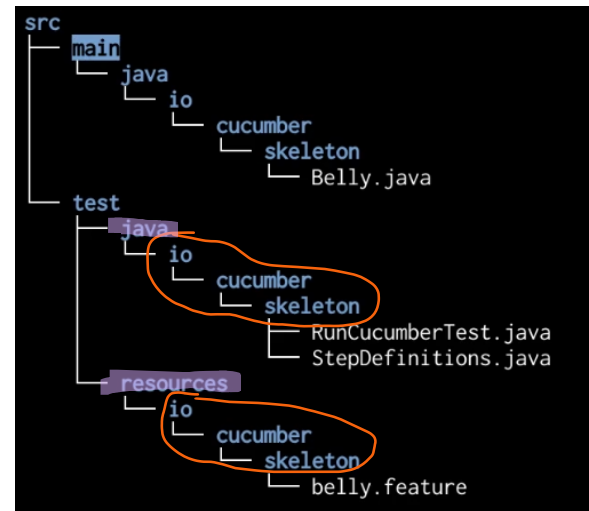 src
main
java
io
cucumber
skeleton
Belly.java
test
java
io
cucumber
skeleton
RunCucumberTest.java
StepDefinitions.java
resources
io
cucumber
skeleton
belly.feature